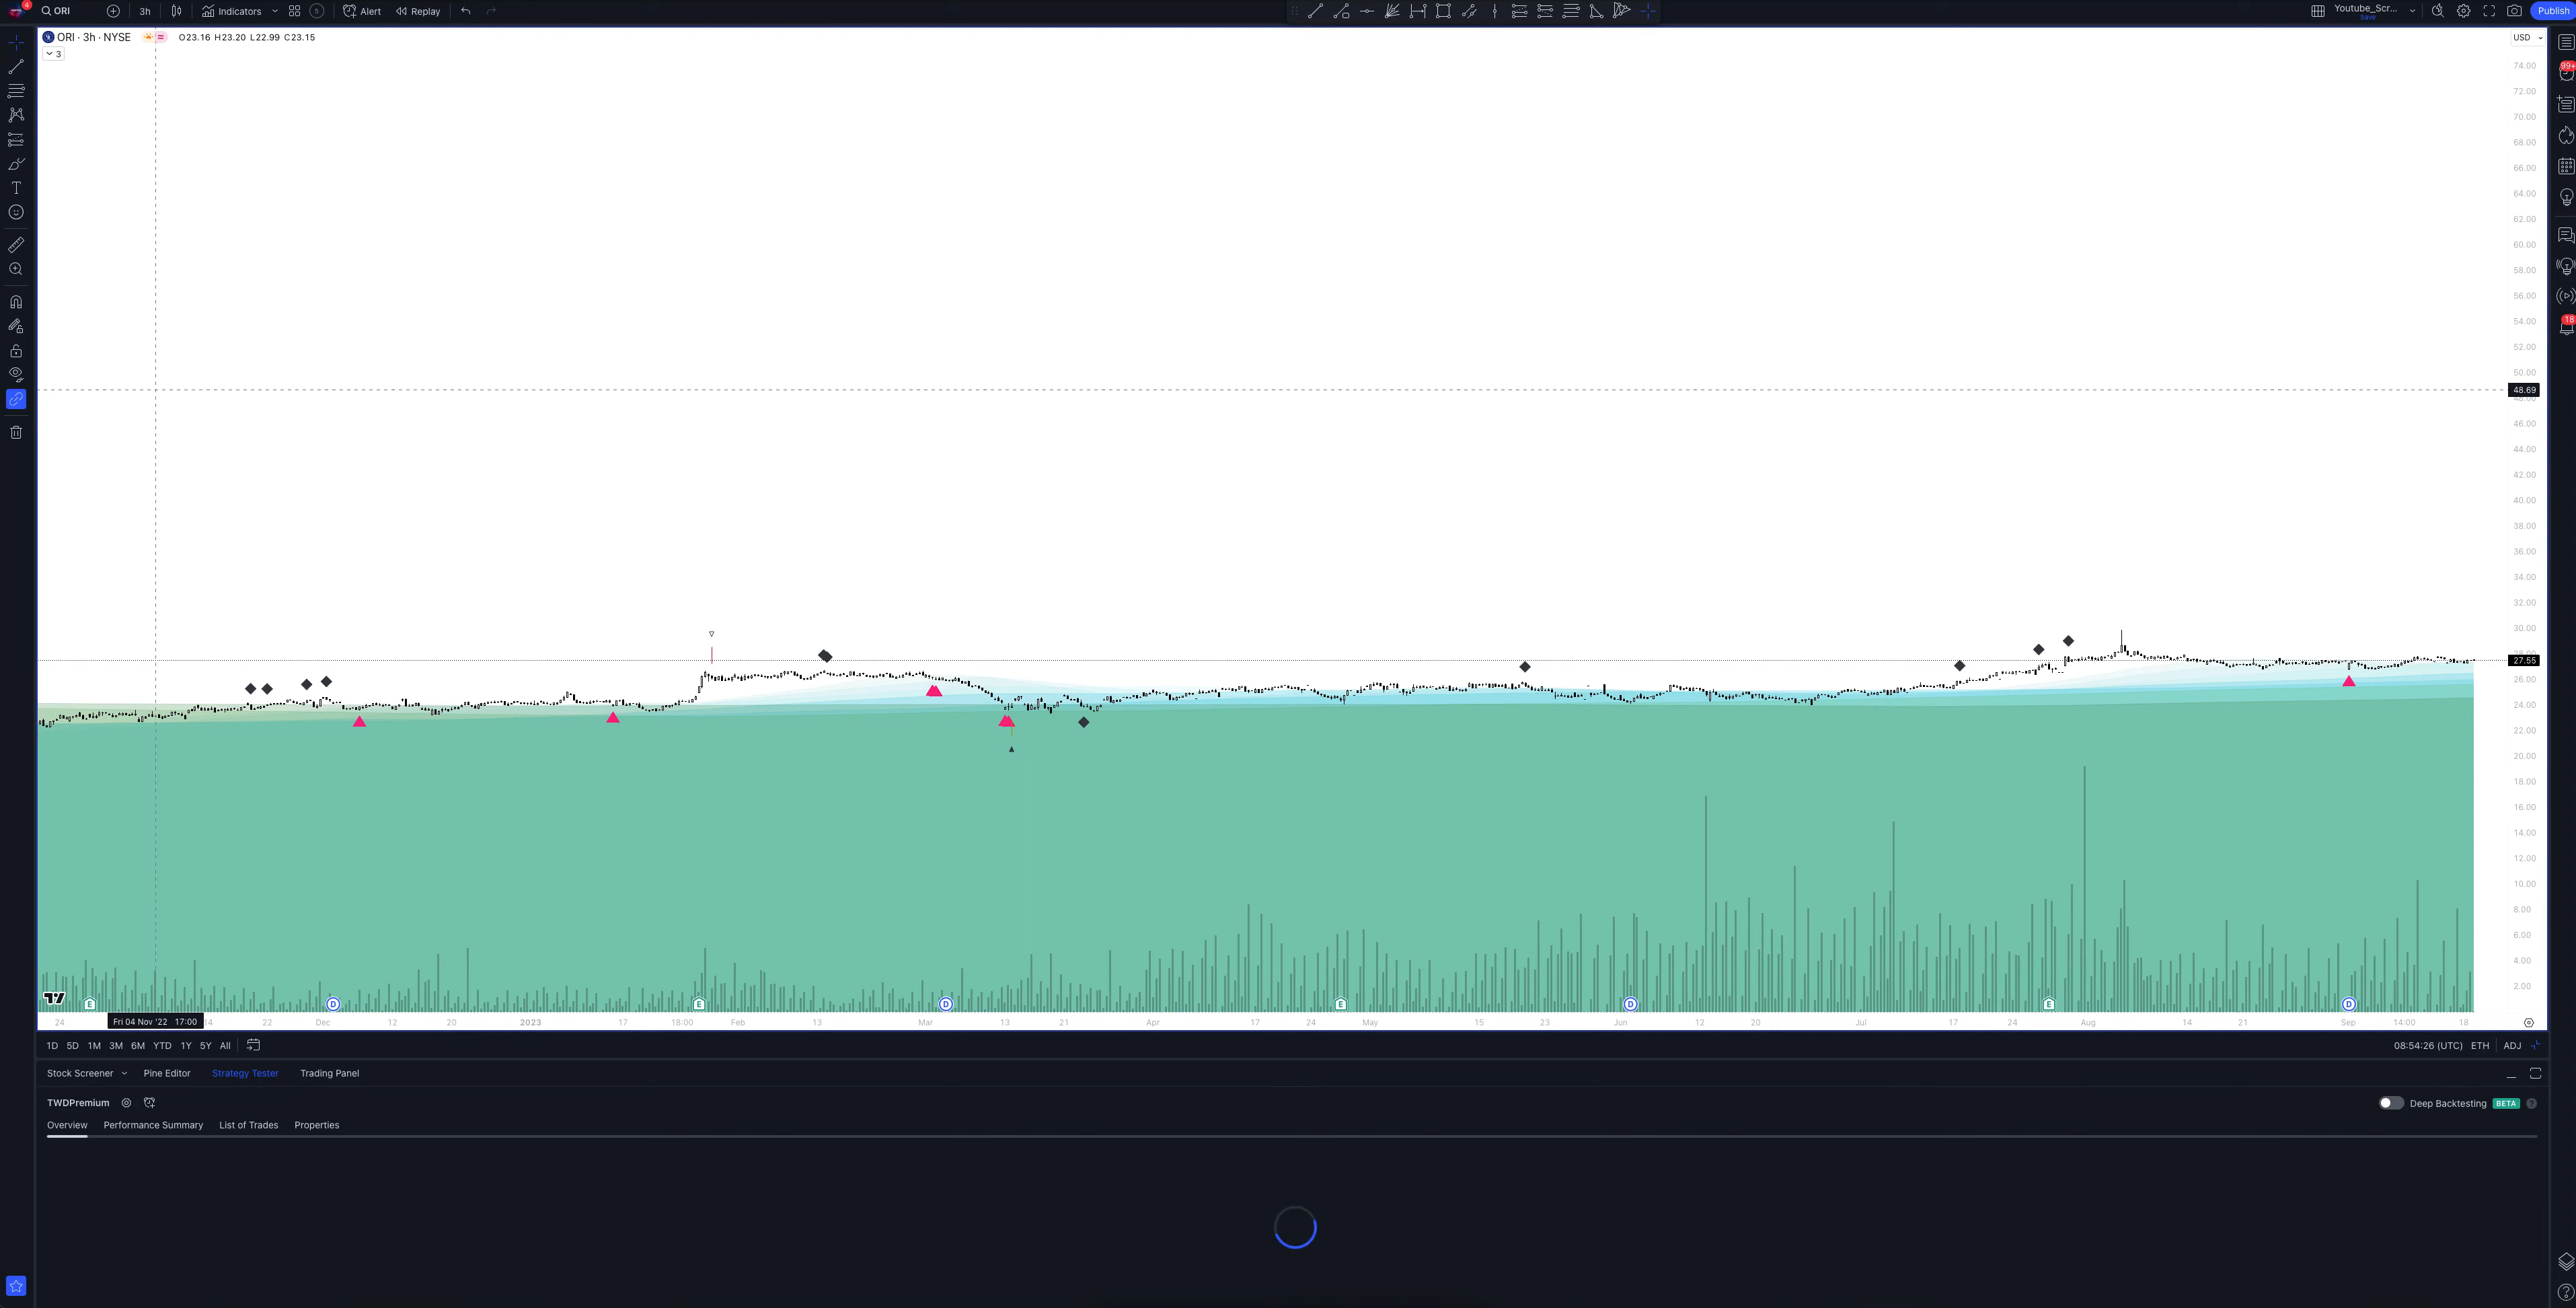 4
ORI
3h
Indicators
5
Alert
Replay
Youtube_Scr...
Save
Publish
ORI · 3h · NYSE
O23.16 H23.20 L22.99 C23.15
3
USD
74.00
72.00
70.00
68.00
66.00
64.00
62.00
60.00
58.00
56.00
54.00
52.00
50.00
48.69
48.00
46.00
44.00
42.00
40.00
38.00
36.00
34.00
32.00
30.00
27.55
26.00
24.00
22.00
20.00
18.00
16.00
14.00
12.00
10.00
8.00
6.00
4.00
2.00
99+
18
E D E D E D E D
24 Fri 04 Nov '22 17:00 14 22 Dec 12 20 2023 17 18:00 Feb 13 Mar 13 21 Apr 17 24 May 15 23 Jun 12 20 Jul 17 24 Aug 14 21 Sep 14:00 18
1D 5D 1M 3M 6M YTD 1Y 5Y All
08:54:26 (UTC) ETH ADJ
Stock Screener Pine Editor Strategy Tester Trading Panel
TWDPremium
Deep Backtesting BETA ?
Overview Performance Summary List of Trades Properties